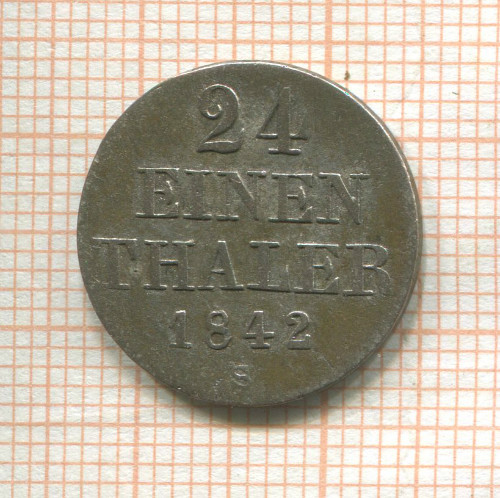 24
EINEN
THALER
1842
S